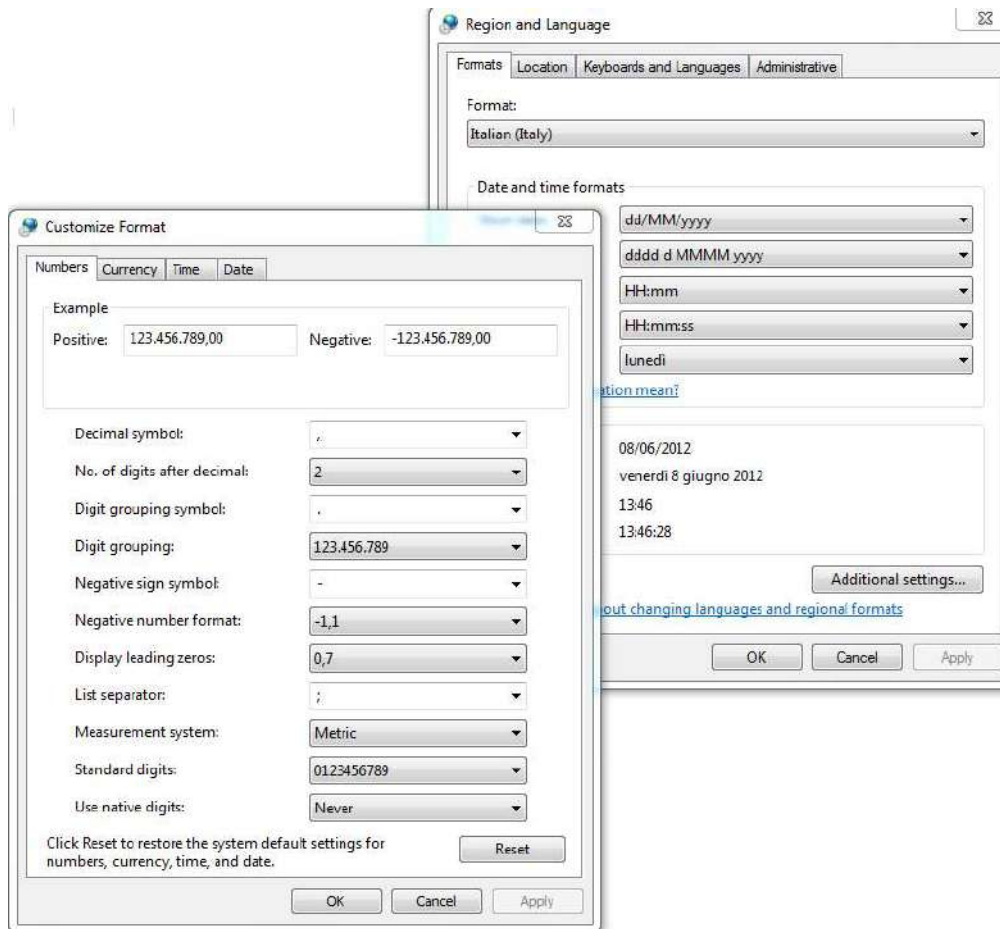 Region and Language
Formats Location Keyboards and Languages Administrative
Format:
Italian (Italy)
Date and time formats
dd/MM/yyyy
dddd d MMMM yyyy
HH:mm
HH:mm:ss
lunedì
ation mean?
08/06/2012
venerdì 8 giugno 2012
13:46
13:46:28
Additional settings...
out changing languages and regional formats
OK Cancel Apply
Customize Format
Numbers Currency Time Date
Example
Positive: 123.456.789,00 Negative: -123.456.789,00
Decimal symbol: ,
No. of digits after decimal: 2
Digit grouping symbol: .
Digit grouping: 123.456.789
Negative sign symbol: -
Negative number format: -1,1
Display leading zeros: 0,7
List separator: ;
Measurement system: Metric
Standard digits: 0123456789
Use native digits: Never
Click Reset to restore the system default settings for
numbers, currency, time, and date.
Reset
OK Cancel Apply